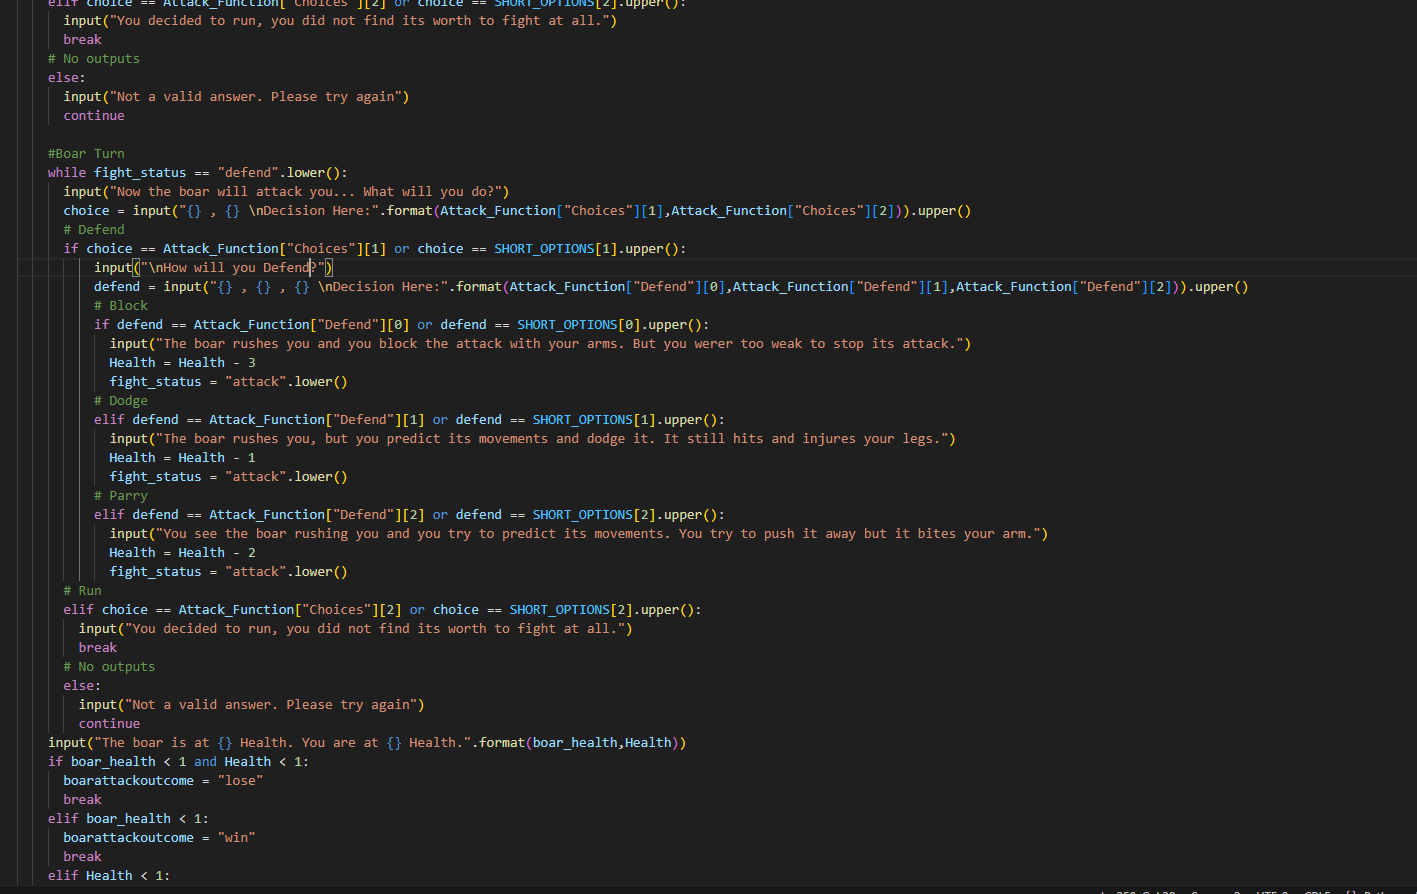 elif choice == Attack_Function["Choices"][2] or choice == SHORT_OPTIONS[2].upper():
input("You decided to run, you did not find its worth to fight at all.")
break
# No outputs
else:
input("Not a valid answer. Please try again")
continue
#Boar Turn
while fight_status == "defend".lower():
input("Now the boar will attack you... What will you do?")
choice = input("{} , {} \nDecision Here:".format(Attack_Function["Choices"][1],Attack_Function["Choices"][2])).upper()
# Defend
if choice == Attack_Function["Choices"][1] or choice == SHORT_OPTIONS[1].upper():
input("\nHow will you Defend?")
defend = input("{} , {} , {} \nDecision Here:".format(Attack_Function["Defend"][0],Attack_Function["Defend"][1],Attack_Function["Defend"][2])).upper()
# Block
if defend == Attack_Function["Defend"][0] or defend == SHORT_OPTIONS[0].upper():
input("The boar rushes you and you block the attack with your arms. But you werer too weak to stop its attack.")
Health = Health - 3
fight_status = "attack".lower()
# Dodge
elif defend == Attack_Function["Defend"][1] or defend == SHORT_OPTIONS[1].upper():
input("The boar rushes you, but you predict its movements and dodge it. It still hits and injures your legs.")
Health = Health - 1
fight_status = "attack".lower()
# Parry
elif defend == Attack_Function["Defend"][2] or defend == SHORT_OPTIONS[2].upper():
input("You see the boar rushing you and you try to predict its movements. You try to push it away but it bites your arm.")
Health = Health - 2
fight_status = "attack".lower()
# Run
elif choice == Attack_Function["Choices"][2] or choice == SHORT_OPTIONS[2].upper():
input("You decided to run, you did not find its worth to fight at all.")
break
# No outputs
else:
input("Not a valid answer. Please try again")
continue
input("The boar is at {} Health. You are at {} Health.".format(boar_health,Health))
if boar_health < 1 and Health < 1:
boarattackoutcome = "lose"
break
elif boar_health < 1:
boarattackoutcome = "win"
break
elif Health < 1: